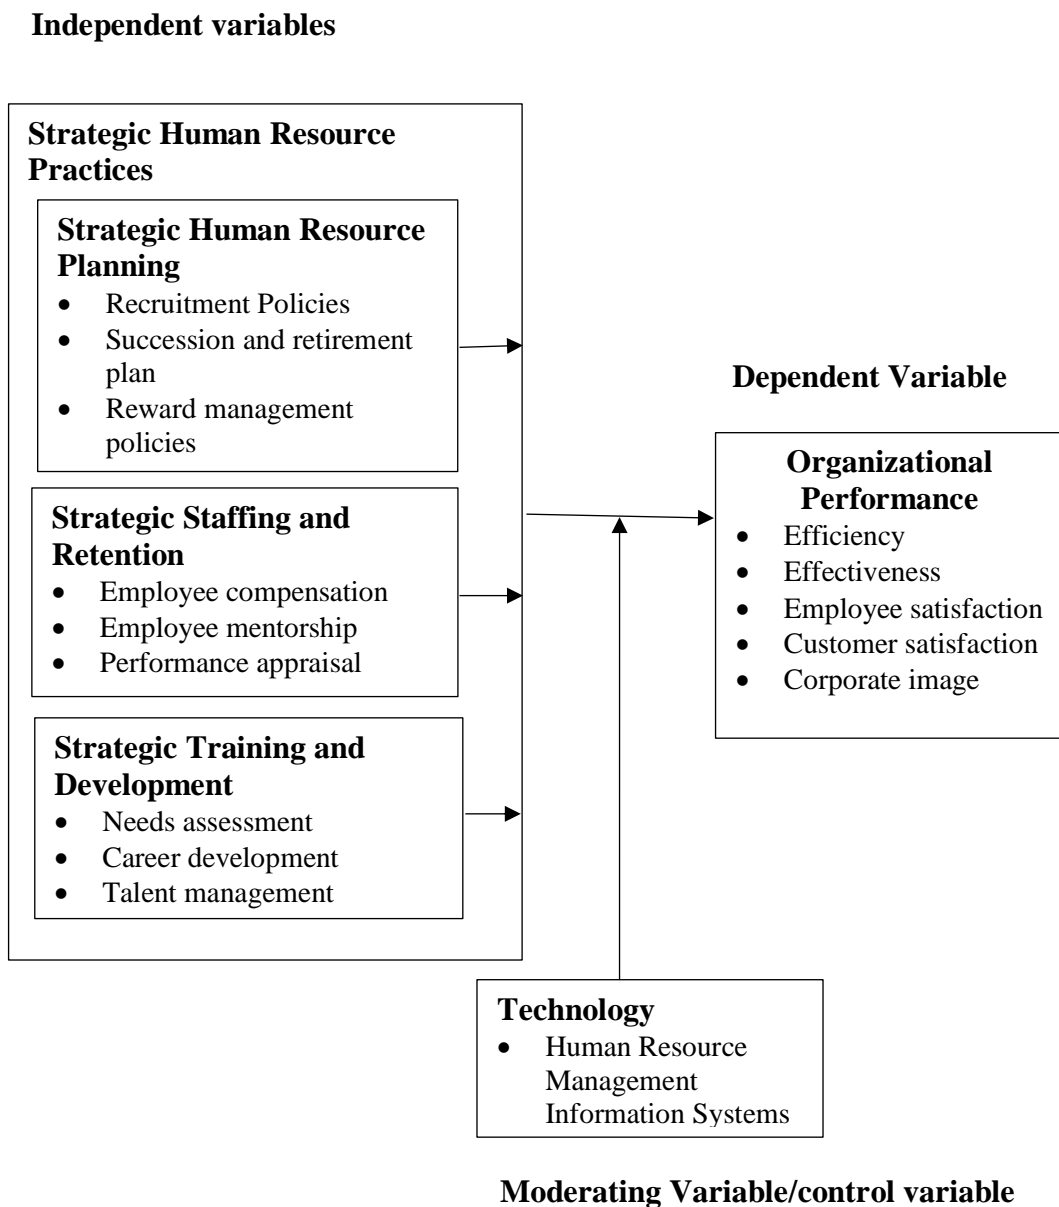 Independent variables
Strategic Human Resource
Practices
Strategic Human Resource
Planning
• Recruitment Policies
• Succession and retirement
plan
• Reward management
policies
Strategic Staffing and
Retention
• Employee compensation
• Employee mentorship
• Performance appraisal
Strategic Training and
Development
• Needs assessment
• Career development
• Talent management
Dependent Variable
Organizational
Performance
• Efficiency
• Effectiveness
• Employee satisfaction
• Customer satisfaction
• Corporate image
Technology
• Human Resource
Management
Information Systems
Moderating Variable/control variable